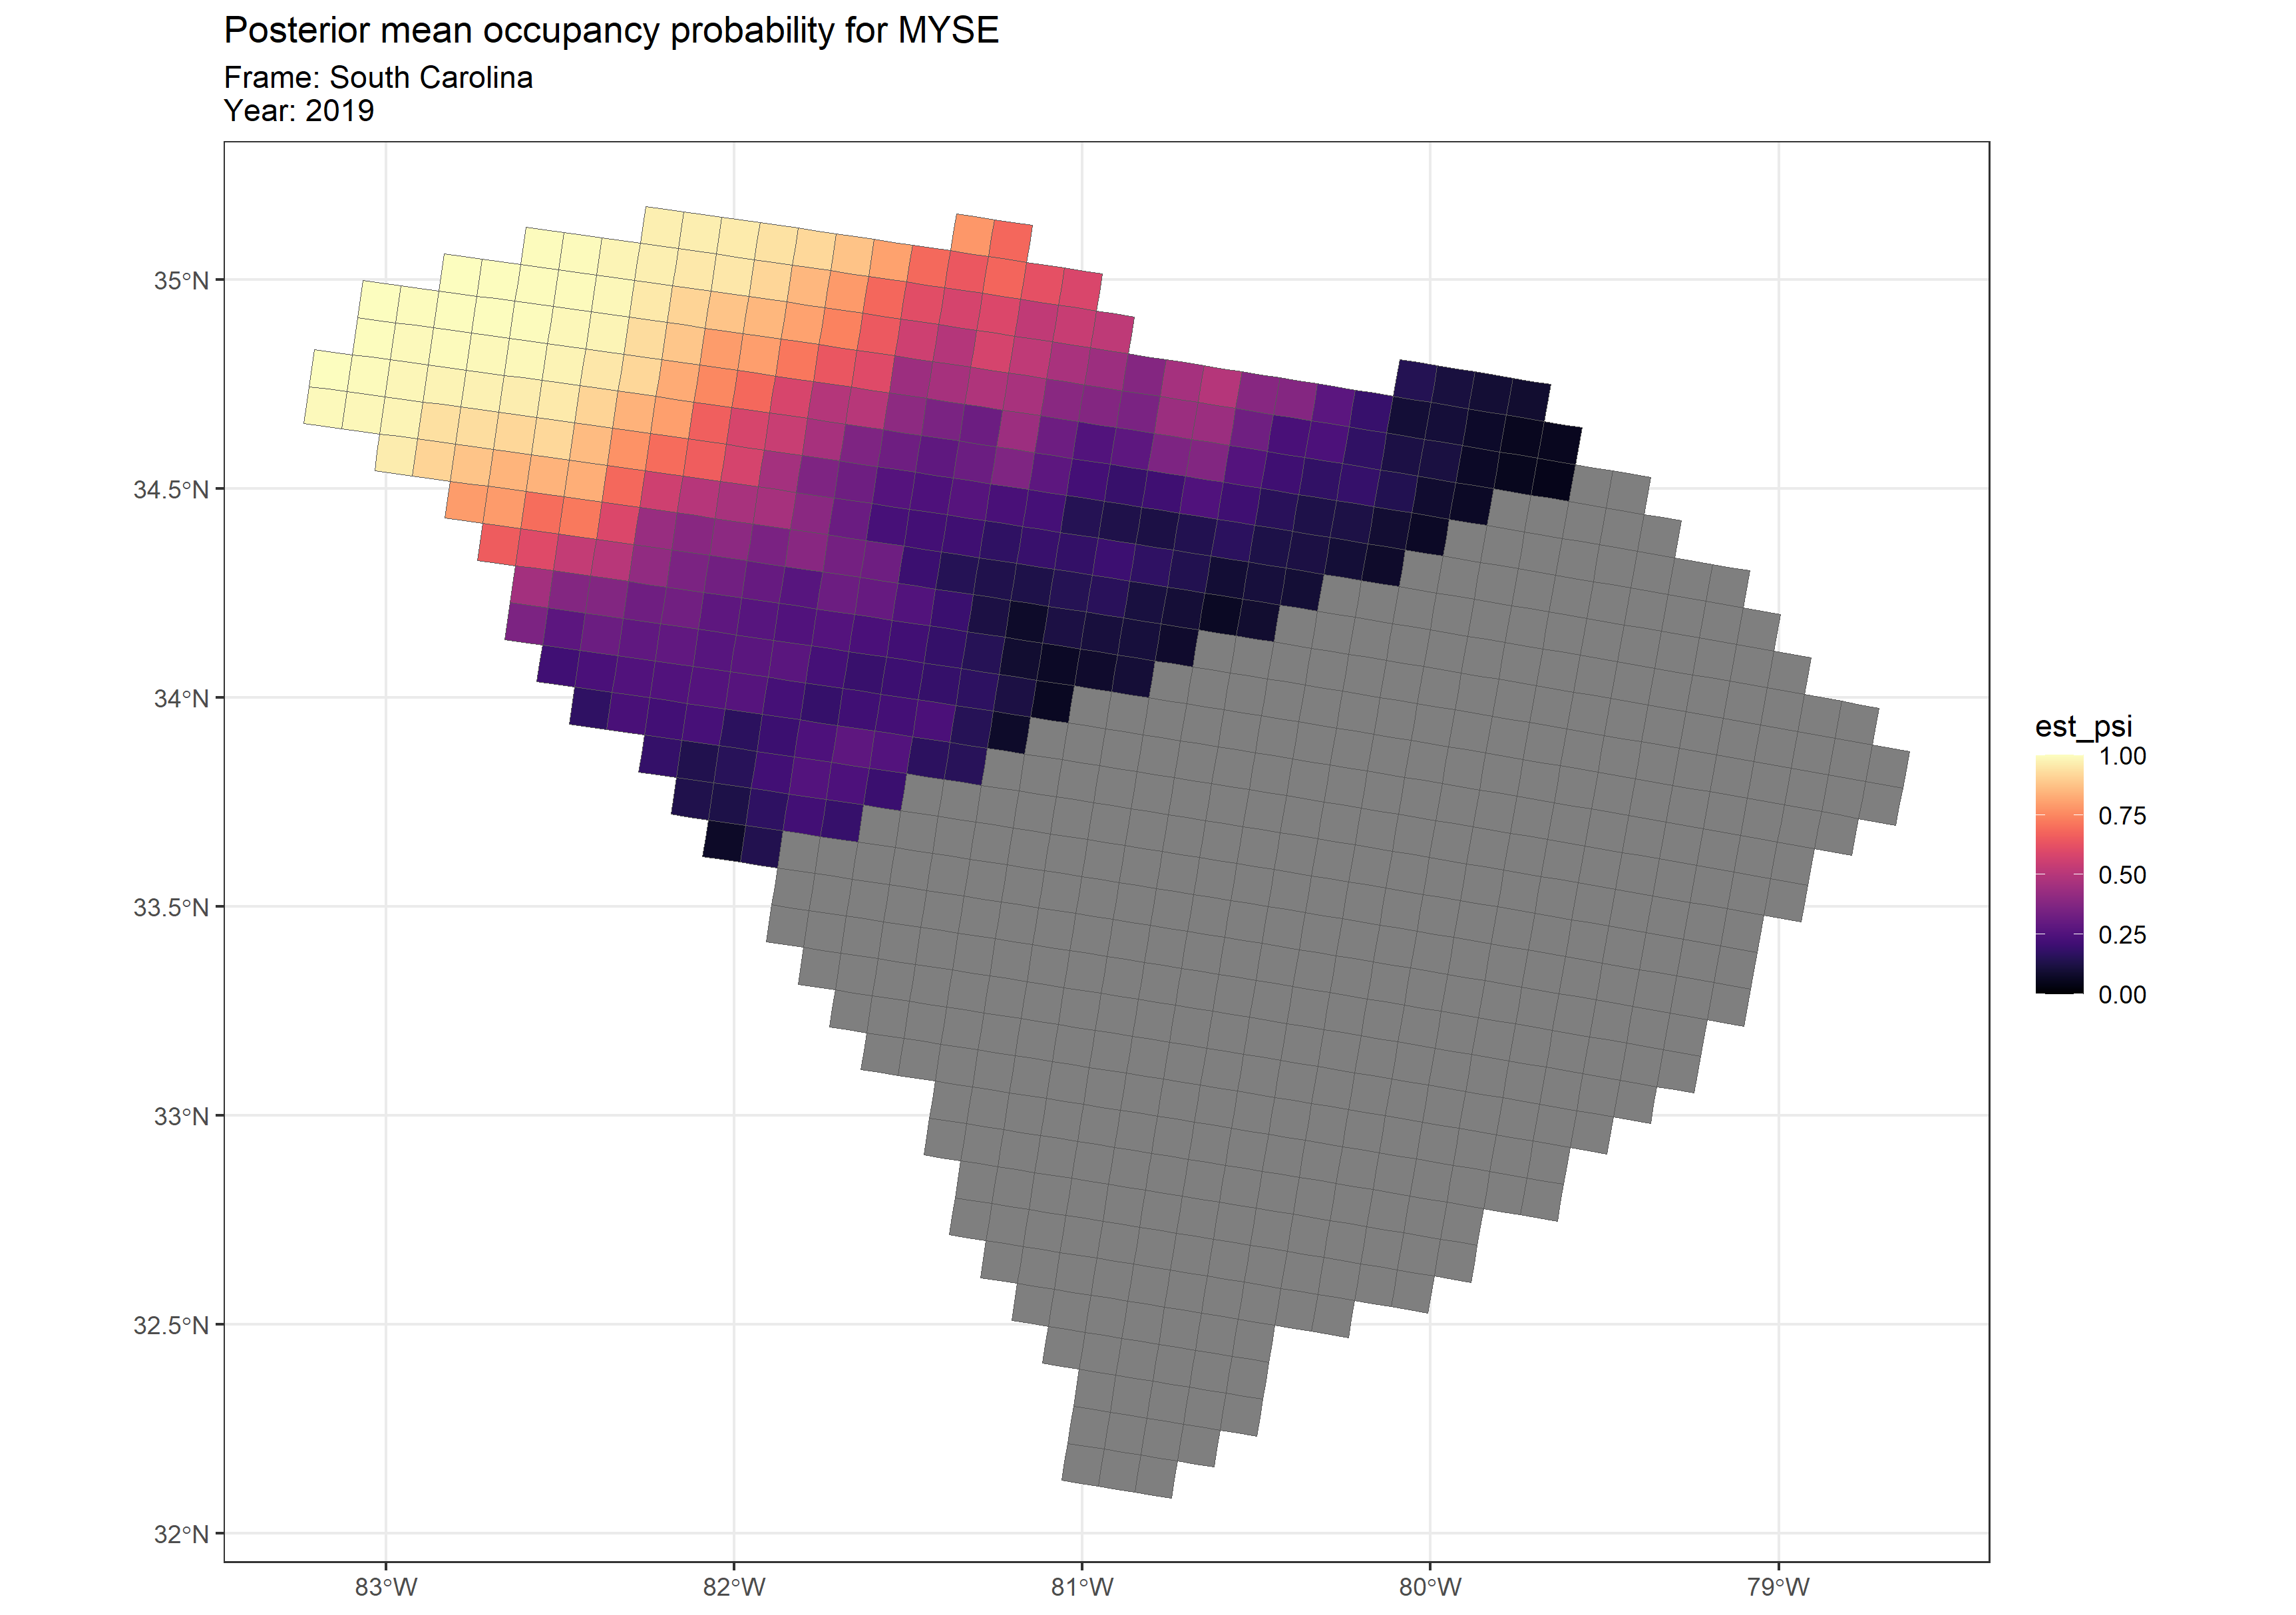 Posterior mean occupancy probability for MYSE
Frame: South Carolina
Year: 2019
35°N
34.5°N
34°N
33.5°N
33°N
32.5°N
32°N
83°W
82°W
81°W
80°W
79°W
est_psi
1.00
0.75
0.50
0.25
0.00